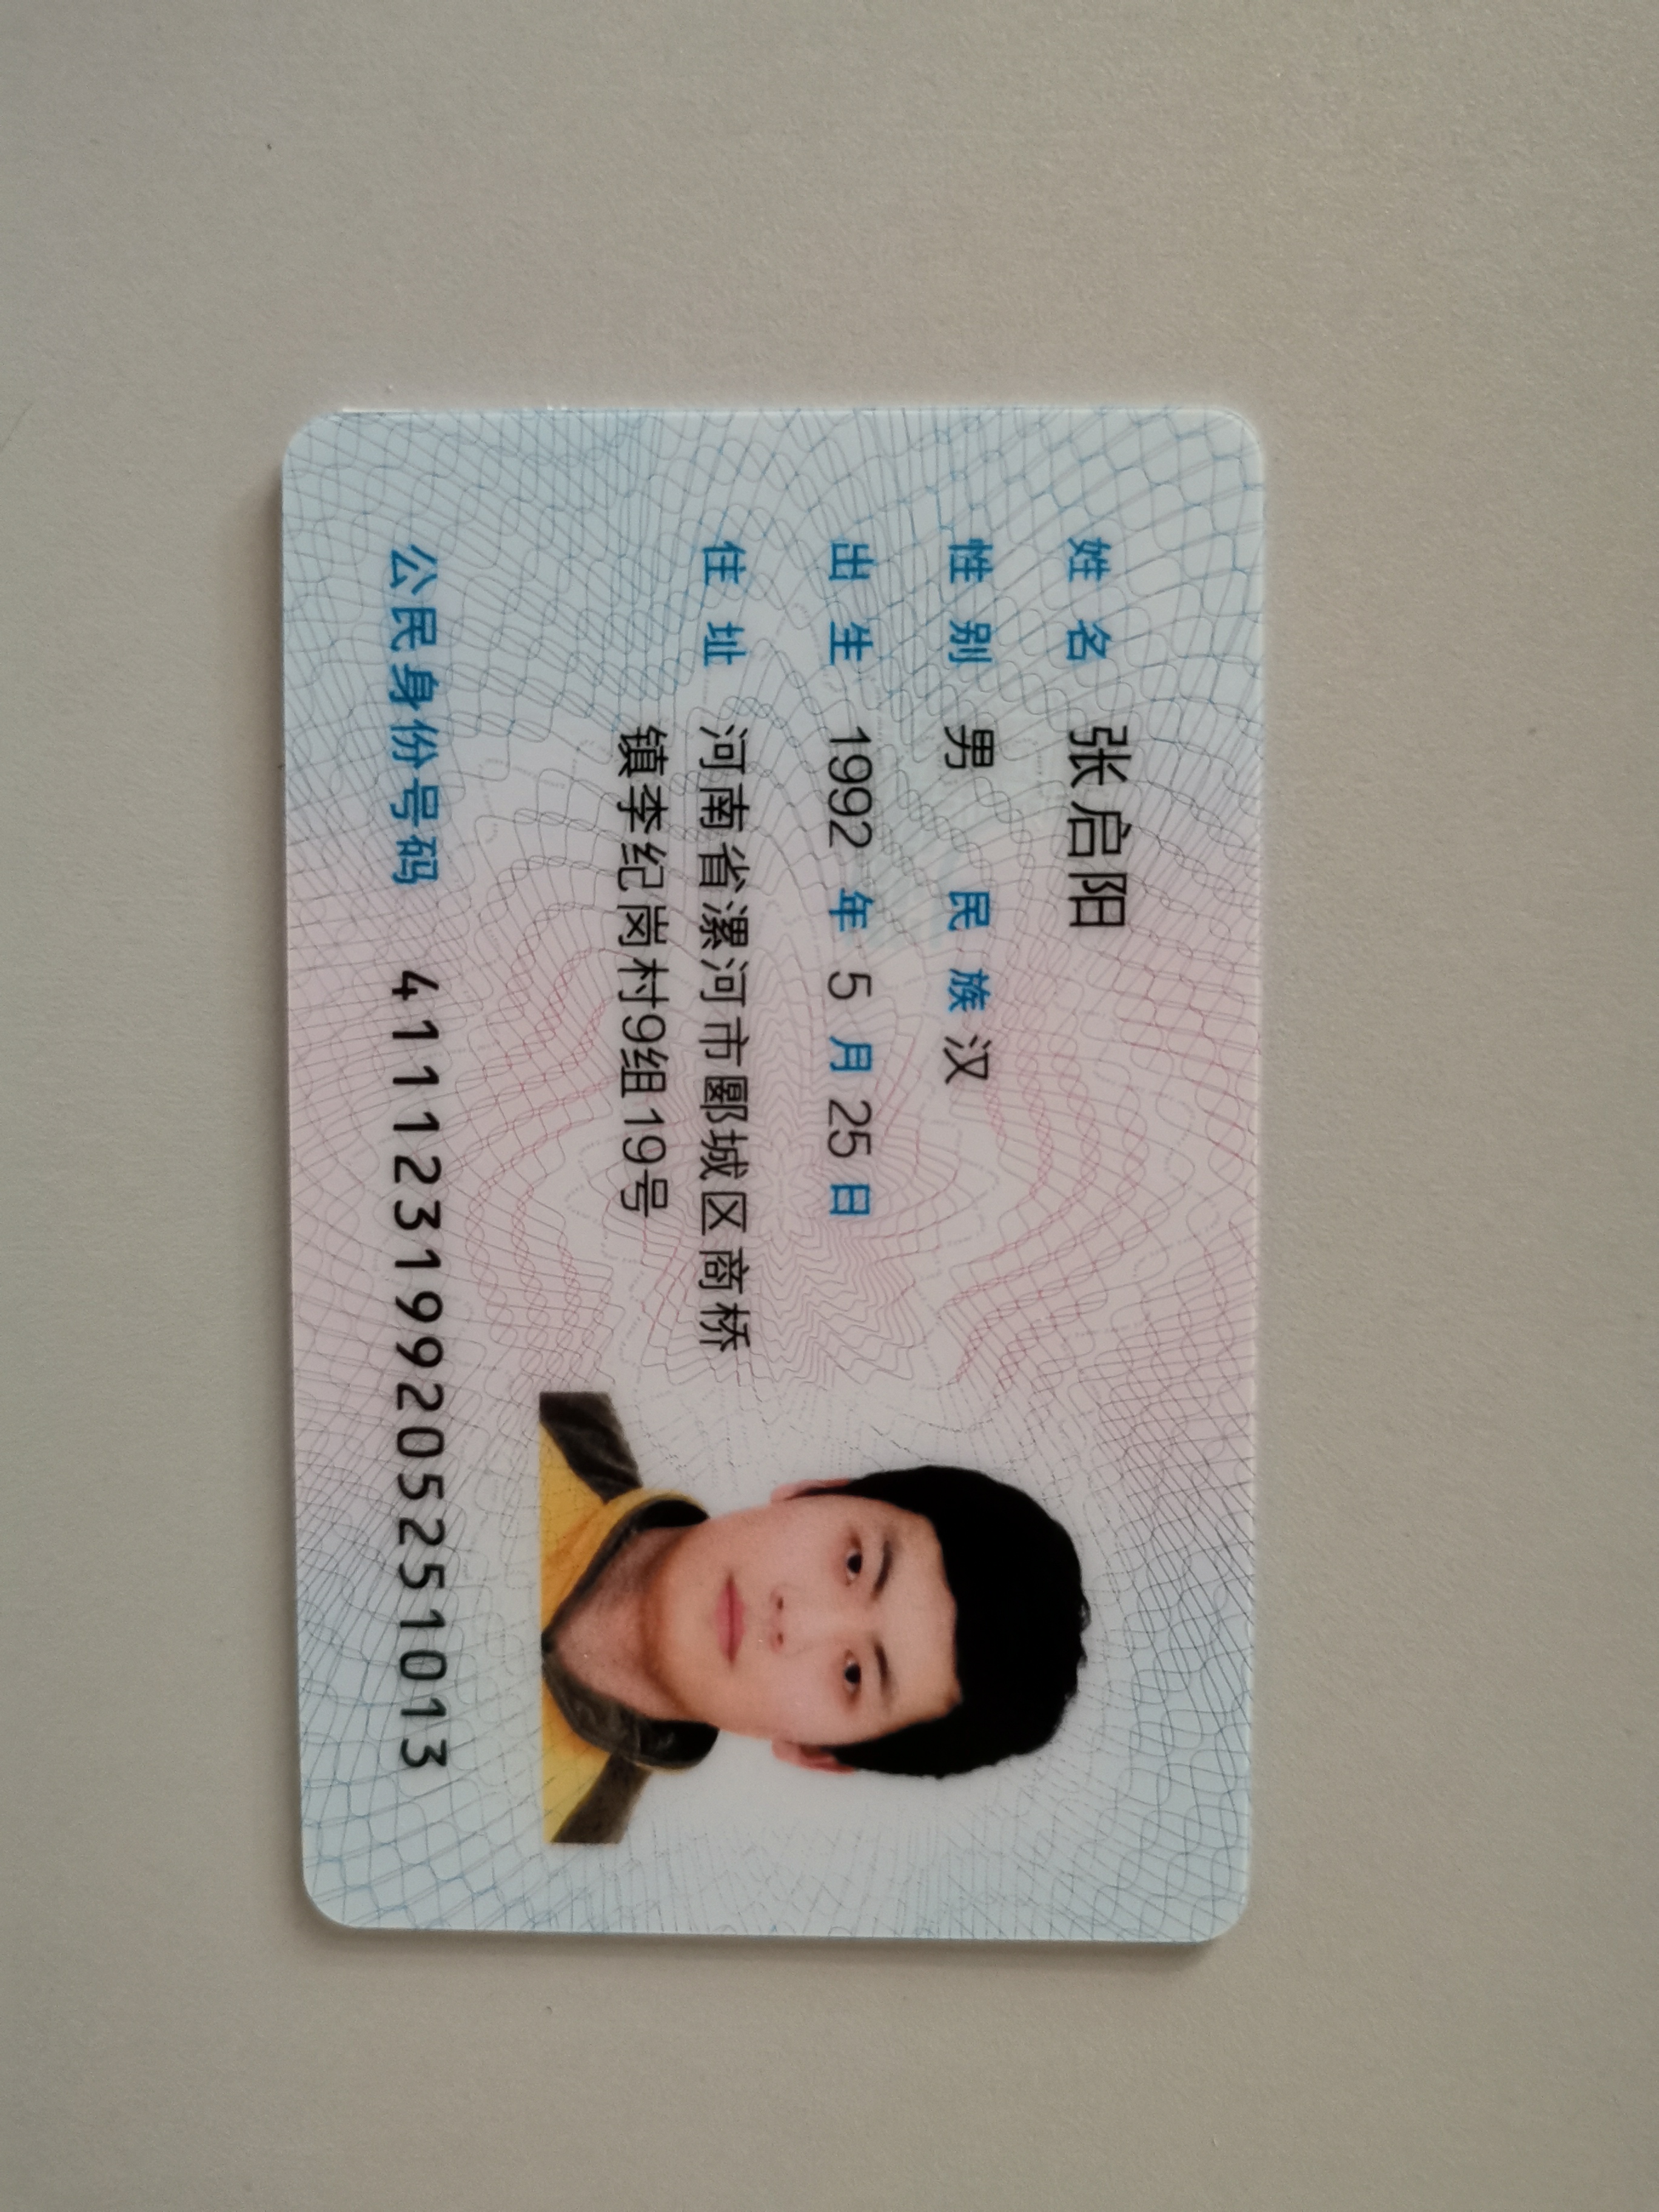 姓名 张启阳
性别 男 民族 汉
出生 1992 年 5 月 25 日
住址 河南省漯河市郾城区商桥
镇李纪岗村9组19号
公民身份号码 411123199205251013